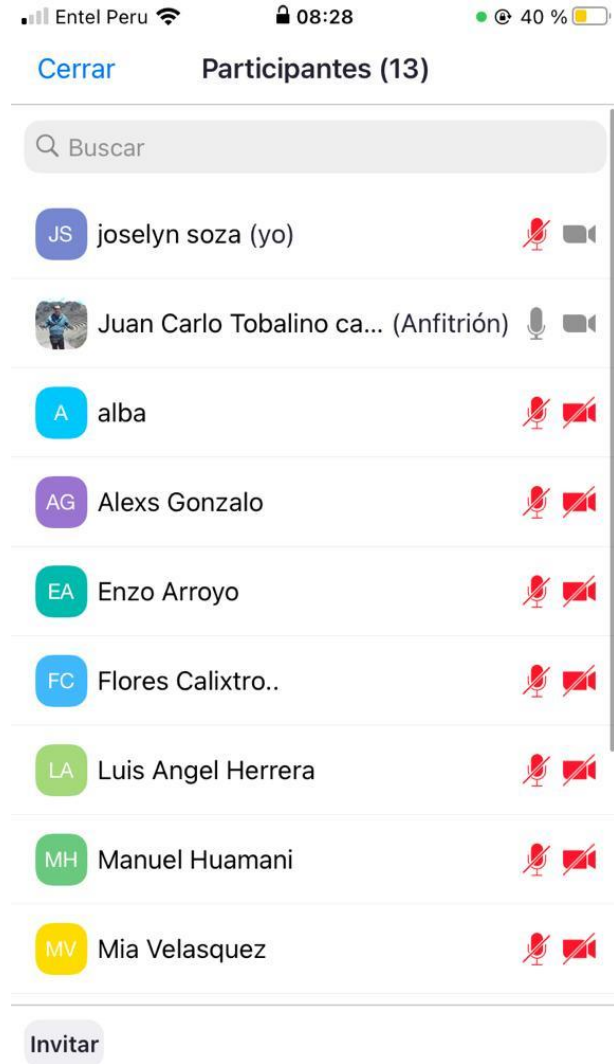 Entel Peru 08:28 40 %
Cerrar Participantes (13)
Buscar
JS joselyn soza (yo)
Juan Carlo Tobalino ca... (Anfitrión)
A alba
AG Alexs Gonzalo
EA Enzo Arroyo
FC Flores Calixtro..
LA Luis Angel Herrera
MH Manuel Huamani
MV Mia Velasquez
Invitar